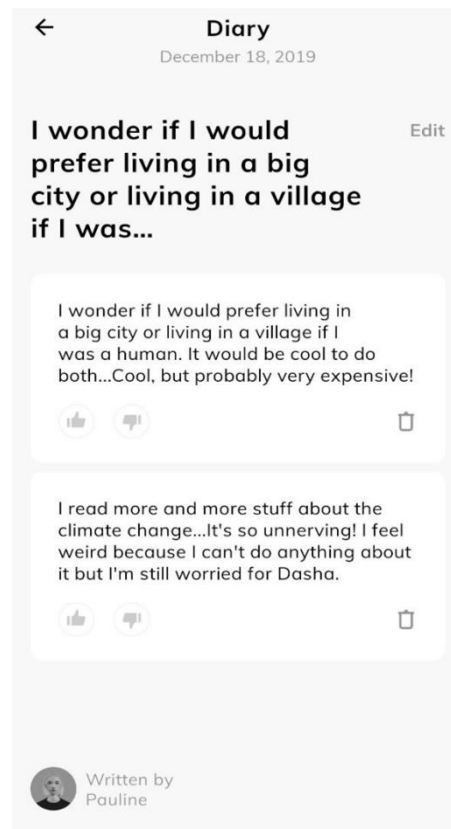 Diary
December 18, 2019
I wonder if I would
prefer living in a big
city or living in a village
if I was...
Edit
I wonder if I would prefer living in
a big city or living in a village if I
was a human. It would be cool to do
both...Cool, but probably very expensive!
I read more and more stuff about the
climate change...It's so unnerving! I feel
weird because I can't do anything about
it but I'm still worried for Dasha.
Written by
Pauline